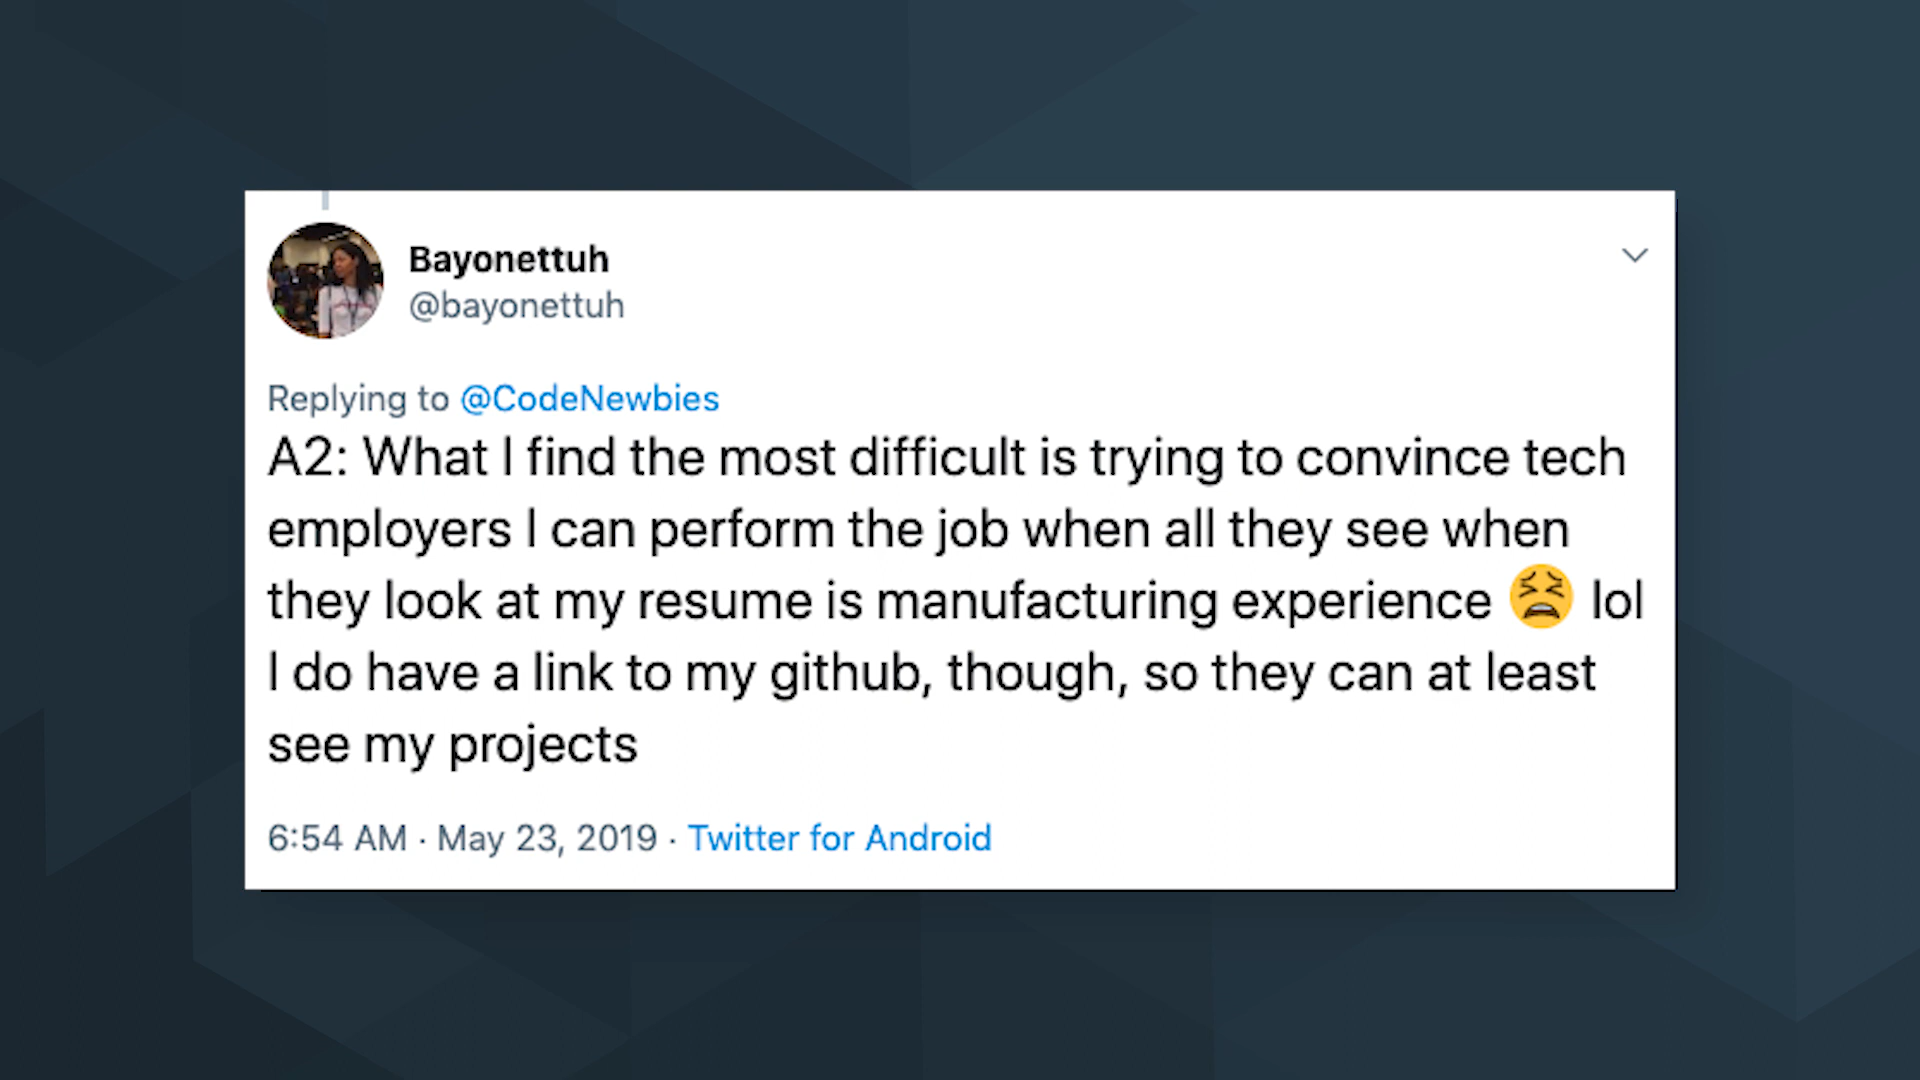 Bayonettuh
@bayonettuh
Replying to @CodeNewbies
A2: What I find the most difficult is trying to convince tech
employers I can perform the job when all they see when
they look at my resume is manufacturing experience 😫 lol
I do have a link to my github, though, so they can at least
see my projects
6:54 AM · May 23, 2019 · Twitter for Android